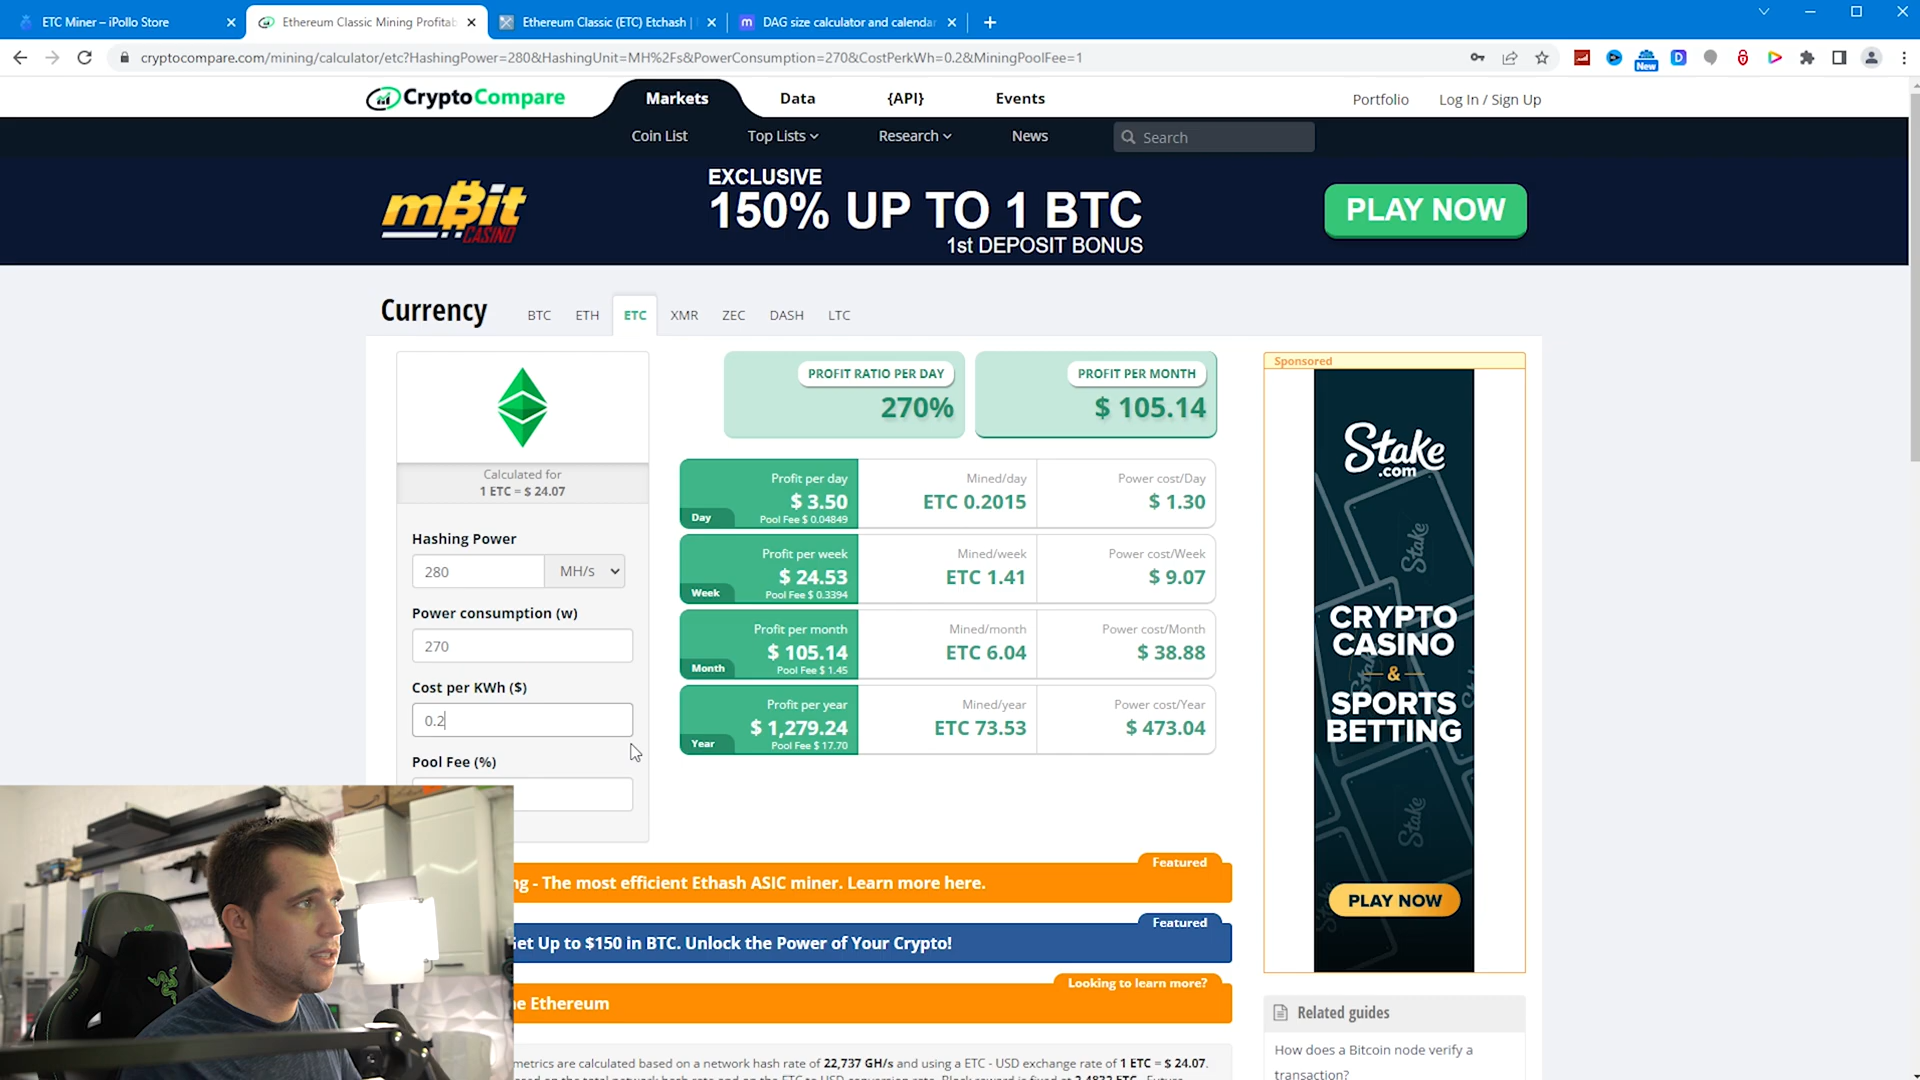 ETC Miner – iPollo Store
Ethereum Classic Mining Profitab
Ethereum Classic (ETC) Etchash |
DAG size calculator and calenda
cryptocompare.com/mining/calculator/etc?HashingPower=280&HashingUnit=MH%2Fs&PowerConsumption=270&CostPerkWh=0.2&MiningPoolFee=1
New
CryptoCompare
Markets
Data
{API}
Events
Portfolio
Log In / Sign Up
Coin List
Top Lists
Research
News
Search
mBit
CASINO
EXCLUSIVE
150% UP TO 1 BTC
1st DEPOSIT BONUS
PLAY NOW
Currency
BTC
ETH
ETC
XMR
ZEC
DASH
LTC
Calculated for
1 ETC = $ 24.07
Hashing Power
280
MH/s
Power consumption (w)
270
Cost per KWh ($)
0.2
Pool Fee (%)
PROFIT RATIO PER DAY
270%
PROFIT PER MONTH
$ 105.14
Profit per day
$ 3.50
Pool Fee $ 0.04849
Day
Mined/day
ETC 0.2015
Power cost/Day
$ 1.30
Profit per week
$ 24.53
Pool Fee $ 0.3394
Week
Mined/week
ETC 1.41
Power cost/Week
$ 9.07
Profit per month
$ 105.14
Pool Fee $ 1.45
Month
Mined/month
ETC 6.04
Power cost/Month
$ 38.88
Profit per year
$ 1,279.24
Pool Fee $ 17.70
Year
Mined/year
ETC 73.53
Power cost/Year
$ 473.04
Sponsored
Stake
.com
Stake
CRYPTO
CASINO
&
SPORTS
BETTING
Stake
PLAY NOW
Featured
ng - The most efficient Ethash ASIC miner. Learn more here.
Featured
et Up to $150 in BTC. Unlock the Power of Your Crypto!
Looking to learn more?
e Ethereum
metrics are calculated based on a network hash rate of 22,737 GH/s and using a ETC - USD exchange rate of 1 ETC = $ 24.07.
Related guides
How does a Bitcoin node verify a
transaction?